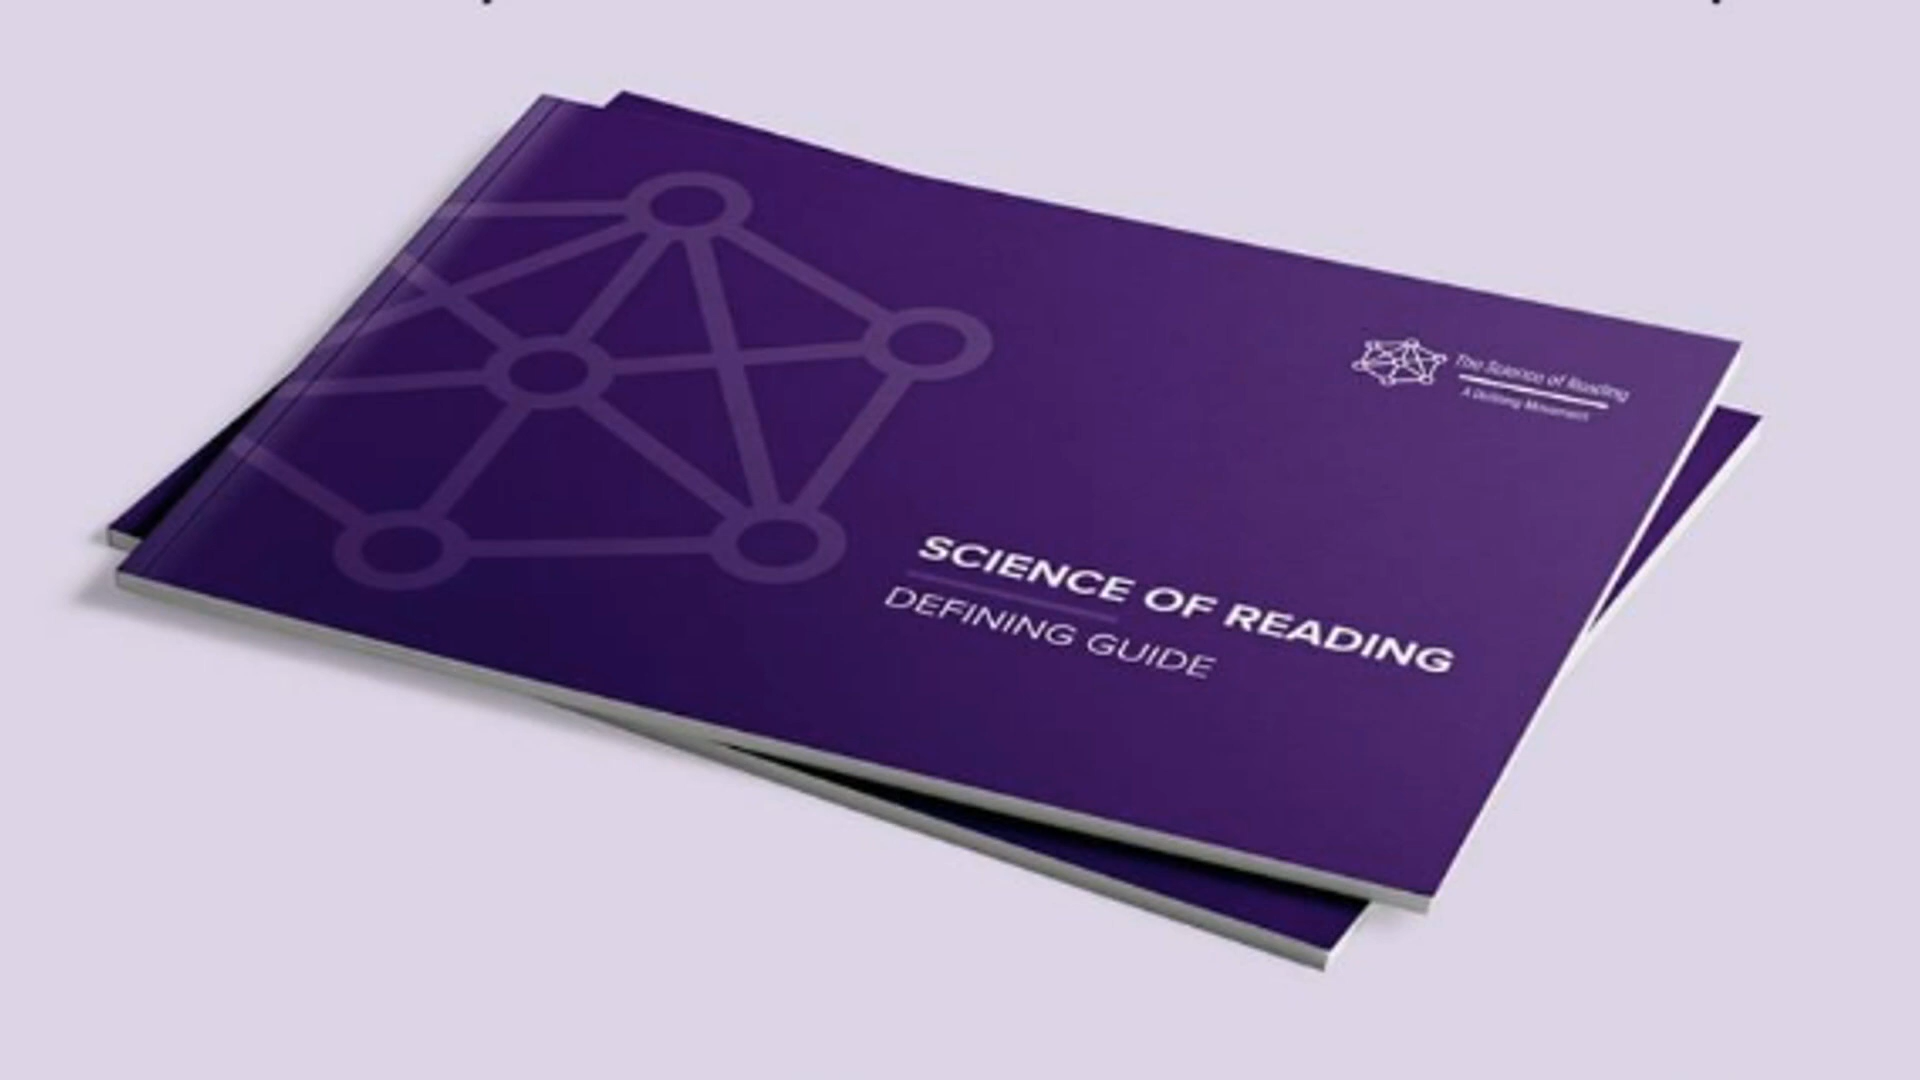 The Science of Reading
A Defining Movement
SCIENCE OF READING
DEFINING GUIDE